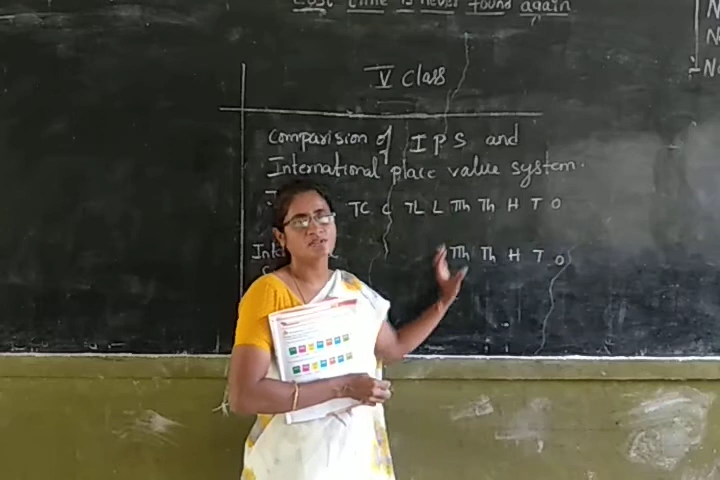 Lost time is never found again
V Class
Comparision of IPS and
International place value system.
TC C TL L TTh Th H T O
TTh Th H T O